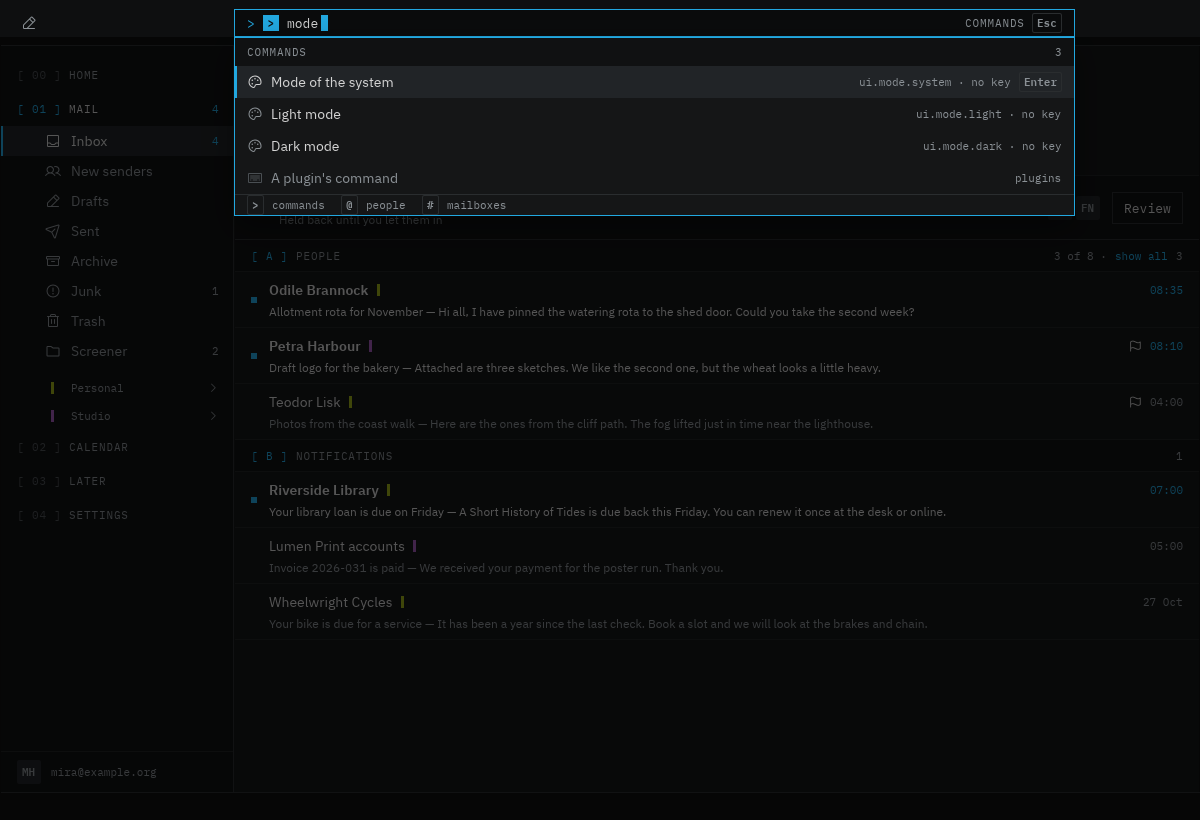 > > mode COMMANDS Esc
COMMANDS 3
Mode of the system ui.mode.system · no key Enter
Light mode ui.mode.light · no key
Dark mode ui.mode.dark · no key
A plugin's command plugins
> commands @ people # mailboxes
[ 00 ] HOME
[ 01 ] MAIL 4
Inbox 4
New senders
Drafts
Sent
Archive
Junk 1
Trash
Screener 2
Personal
Studio
[ 02 ] CALENDAR
[ 03 ] LATER
[ 04 ] SETTINGS
MH mira@example.org
Held back until you let them in
FN Review
[ A ] PEOPLE 3 of 8 · show all 3
Odile Brannock 08:35
Allotment rota for November — Hi all, I have pinned the watering rota to the shed door. Could you take the second week?
Petra Harbour 08:10
Draft logo for the bakery — Attached are three sketches. We like the second one, but the wheat looks a little heavy.
Teodor Lisk 04:00
Photos from the coast walk — Here are the ones from the cliff path. The fog lifted just in time near the lighthouse.
[ B ] NOTIFICATIONS 1
Riverside Library 07:00
Your library loan is due on Friday — A Short History of Tides is due back this Friday. You can renew it once at the desk or online.
Lumen Print accounts 05:00
Invoice 2026-031 is paid — We received your payment for the poster run. Thank you.
Wheelwright Cycles 27 Oct
Your bike is due for a service — It has been a year since the last check. Book a slot and we will look at the brakes and chain.